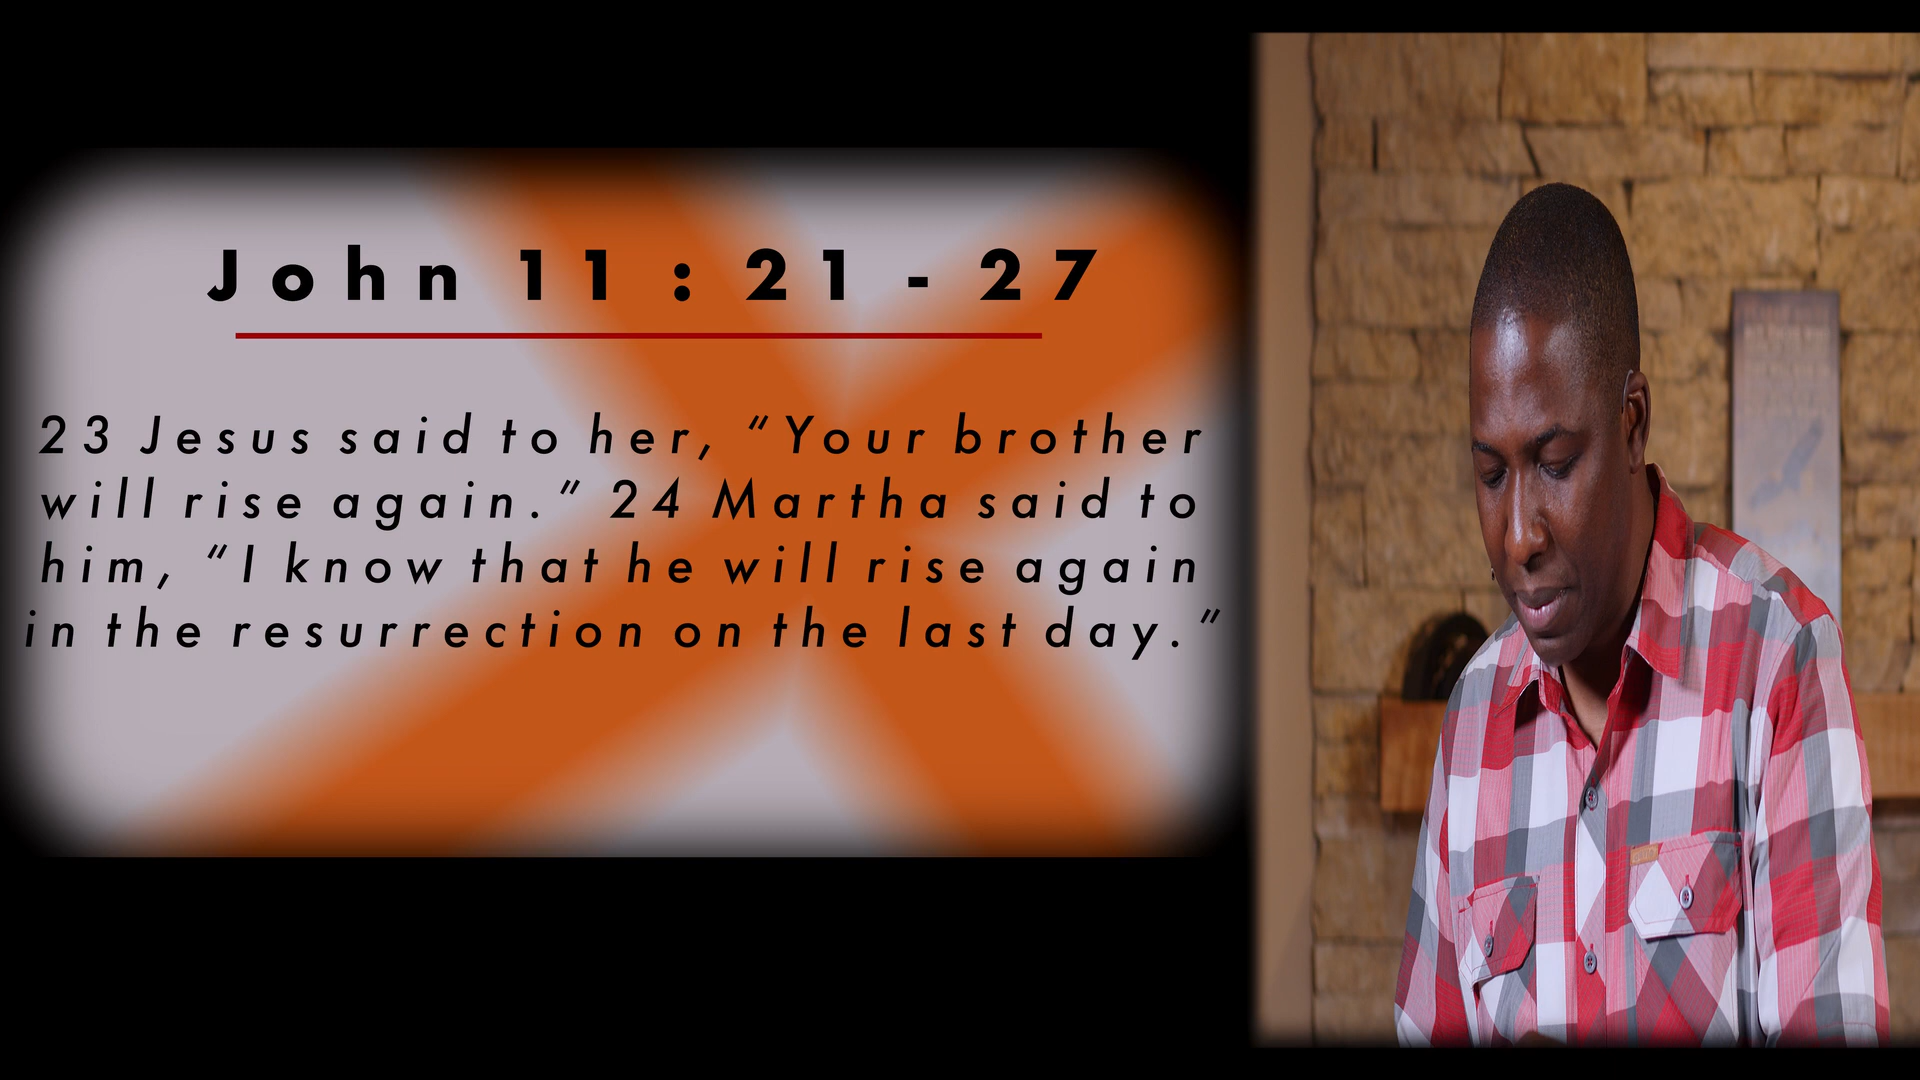 John 11:21-27
23 Jesus said to her, “Your brother
will rise again.” 24 Martha said to
him, “I know that he will rise again
in the resurrection on the last day.”